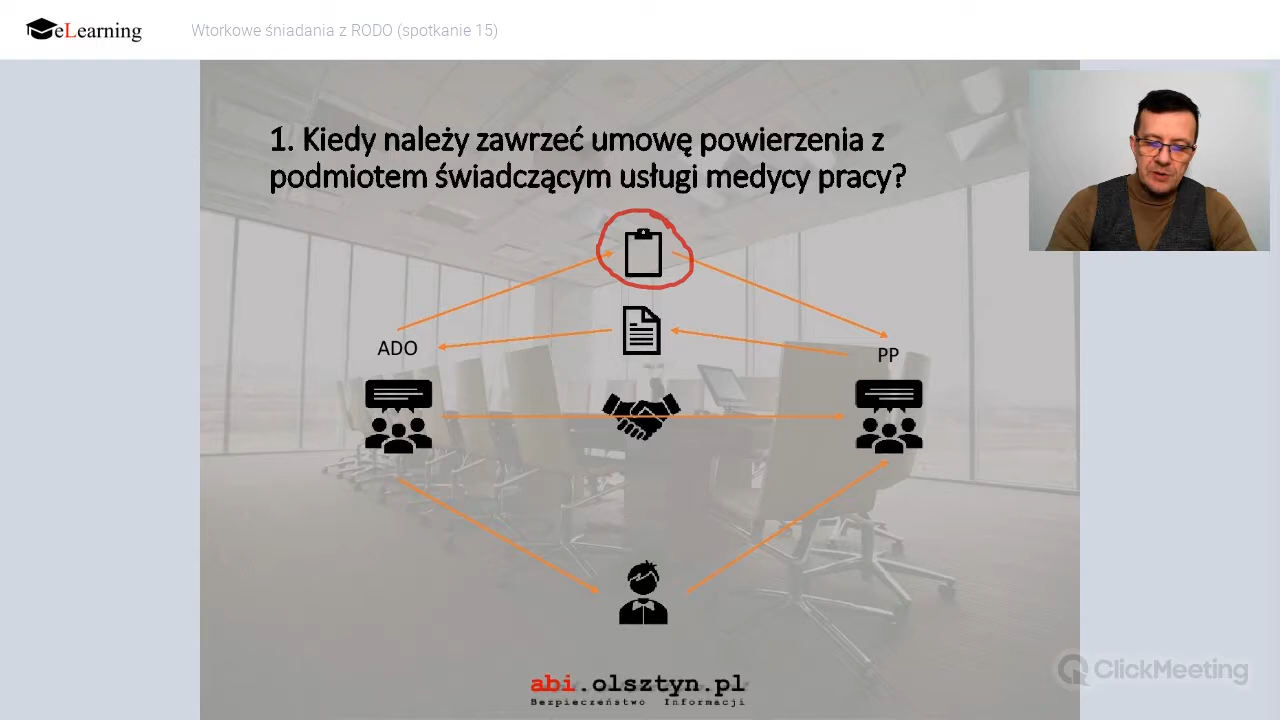 eLearning
Wtorkowe śniadania z RODO (spotkanie 15)
1. Kiedy należy zawrzeć umowę powierzenia z
podmiotem świadczącym usługi medycy pracy?
ADO
PP
abi.olsztyn.pl
Bezpieczeństwo Informacji
ClickMeeting